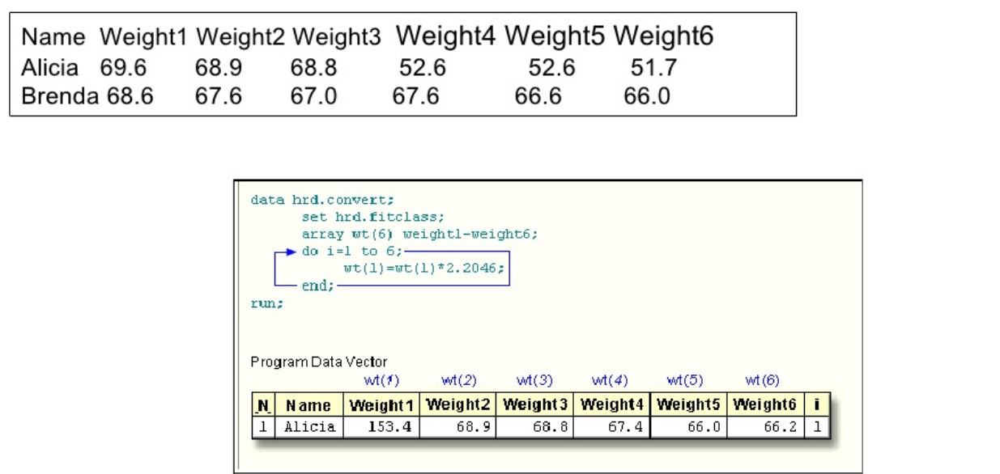 Name Weight1 Weight2 Weight3 Weight4 Weight5 Weight6
Alicia 69.6 68.9 68.8 52.6 52.6 51.7
Brenda 68.6 67.6 67.0 67.6 66.6 66.0
data hrd.convert;
set hrd.fitclass;
array wt(6) weight1-weight6;
do i=1 to 6;
wt(1)=wt(1)*2.2046;
end;
run;
Program Data Vector
wt(1) wt(2) wt(3) wt(4) wt(5) wt(6)
N Name Weight1 Weight2 Weight3 Weight4 Weight5 Weight6 i
1 Alicia 153.4 68.9 68.8 67.4 66.0 66.2 1